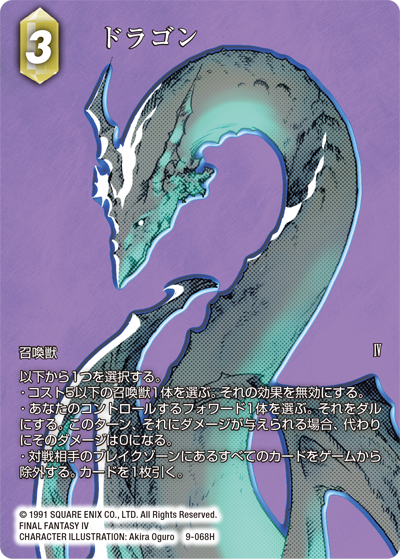 3
ドラゴン
召喚獣
Ⅳ
以下から1つを選択する。
・コスト5以下の召喚獣1体を選ぶ。それの効果を無効にする。
・あなたのコントロールするフォワード1体を選ぶ。それをダル
にする。このターン、それにダメージが与えられる場合、代わり
にそのダメージは0になる。
・対戦相手のブレイクゾーンにあるすべてのカードをゲームから
除外する。カードを1枚引く。
© 1991 SQUARE ENIX CO., LTD. All Rights Reserved.
FINAL FANTASY IV
CHARACTER ILLUSTRATION: Akira Oguro 9-068H